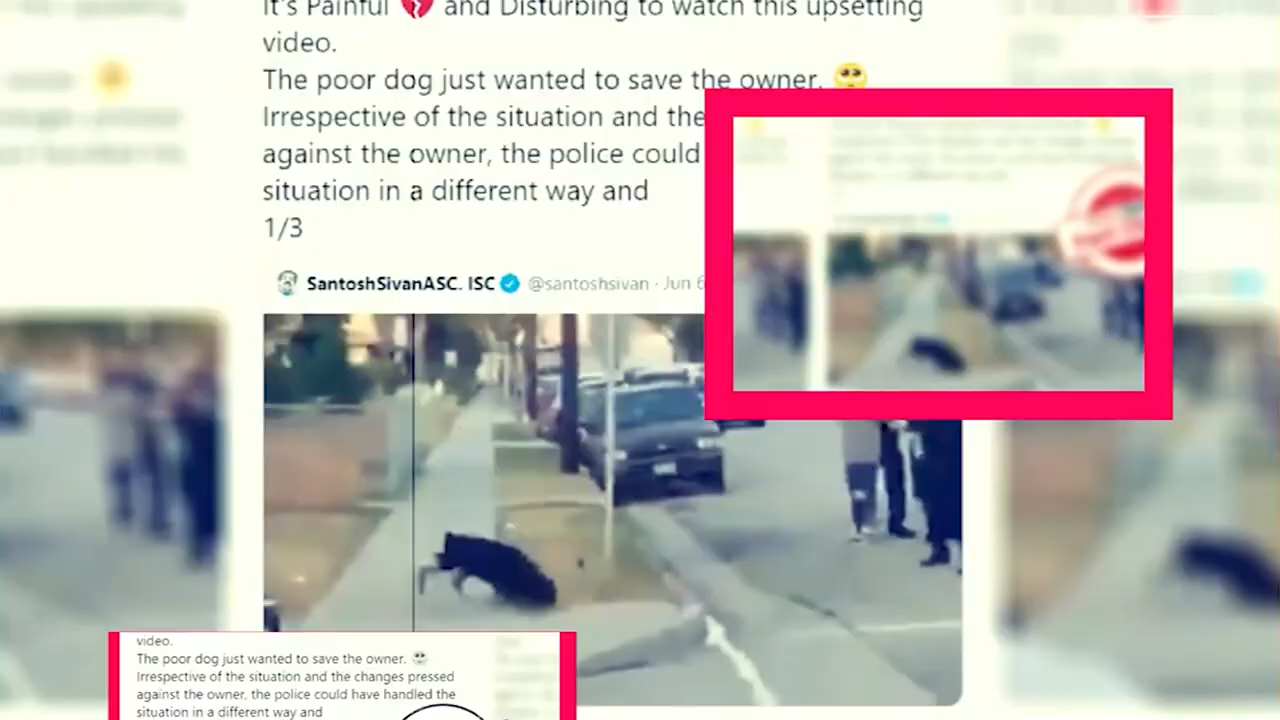 It's Painful 💔 and Disturbing to watch this upsetting
video.
The poor dog just wanted to save the owner. 🥺
Irrespective of the situation and the
against the owner, the police could
situation in a different way and
1/3
SantoshSivanASC. ISC @santoshsivan · Jun 6
video.
The poor dog just wanted to save the owner. 🥺
Irrespective of the situation and the changes pressed
against the owner, the police could have handled the
situation in a different way and